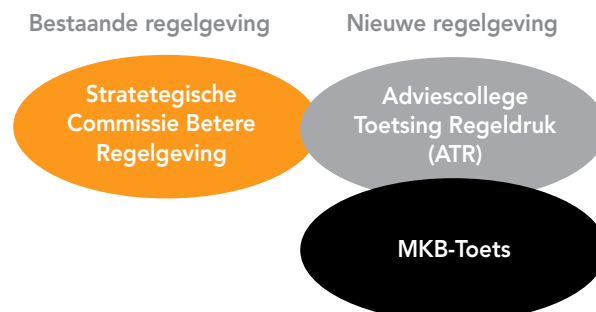 Bestaande regelgeving
Nieuwe regelgeving
Stratetegische
Commissie Betere
Regelgeving
Adviescollege
Toetsing Regeldruk
(ATR)
MKB-Toets